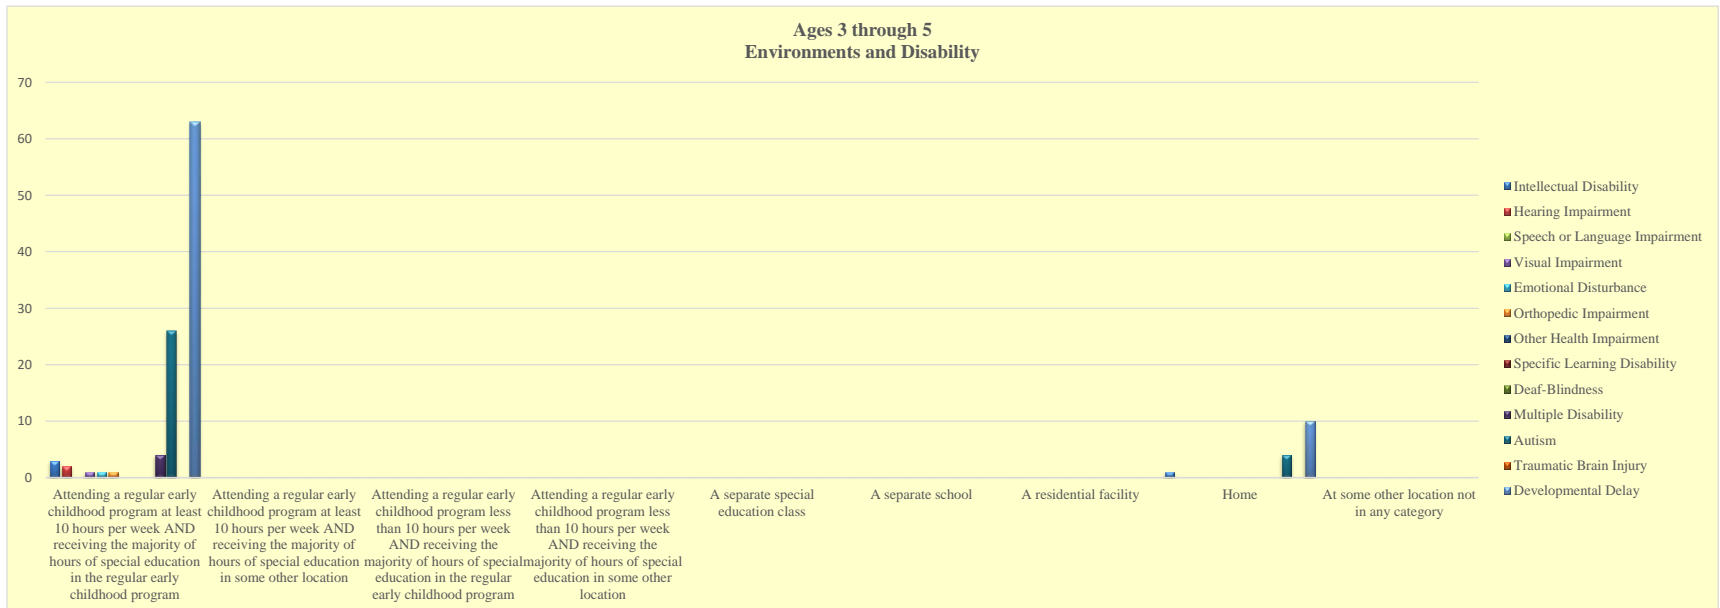 Ages 3 through 5
Environments and Disability
70
60
50
40
30
20
10
0
Attending a regular early
childhood program at least
10 hours per week AND
receiving the majority of
hours of special education
in the regular early
childhood program
Attending a regular early
childhood program at least
10 hours per week AND
receiving the majority of
hours of special education
in some other location
Attending a regular early
childhood program less
than 10 hours per week
AND receiving the
majority of hours of special
education in the regular
early childhood program
Attending a regular early
childhood program less
than 10 hours per week
AND receiving the
majority of hours of special
education in some other
location
A separate special
education class
A separate school
A residential facility
Home
At some other location not
in any category
Intellectual Disability
Hearing Impairment
Speech or Language Impairment
Visual Impairment
Emotional Disturbance
Orthopedic Impairment
Other Health Impairment
Specific Learning Disability
Deaf-Blindness
Multiple Disability
Autism
Traumatic Brain Injury
Developmental Delay